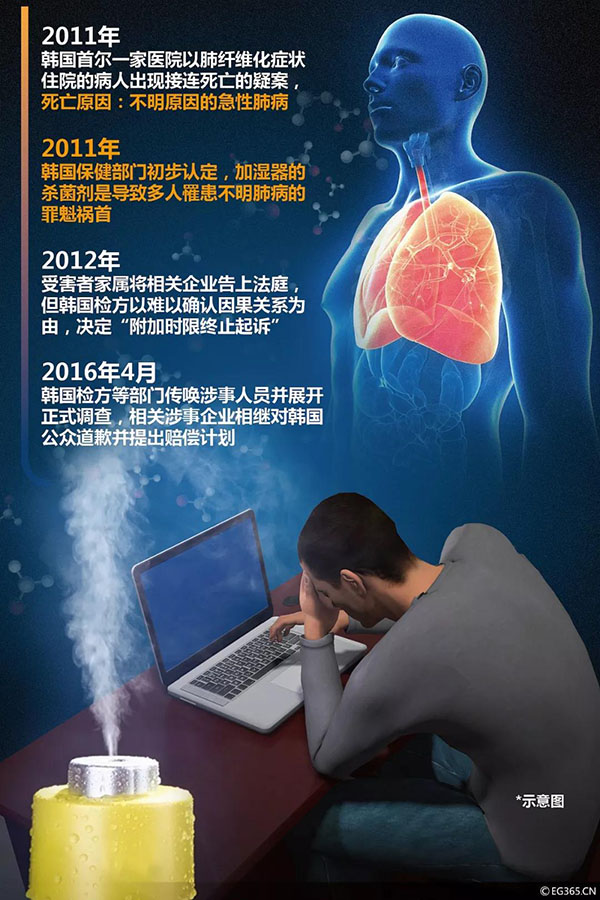 2011年
韩国首尔一家医院以肺纤维化症状
住院的病人出现接连死亡的疑案，
死亡原因：不明原因的急性肺病
2011年
韩国保健部门初步认定，加湿器的
杀菌剂是导致多人罹患不明肺病的
罪魁祸首
2012年
受害者家属将相关企业告上法庭，
但韩国检方以难以确认因果关系为
由，决定“附加时限终止起诉”
2016年4月
韩国检方等部门传唤涉事人员并展开
正式调查，相关涉事企业相继对韩国
公众道歉并提出赔偿计划
*示意图
©EG365.CN